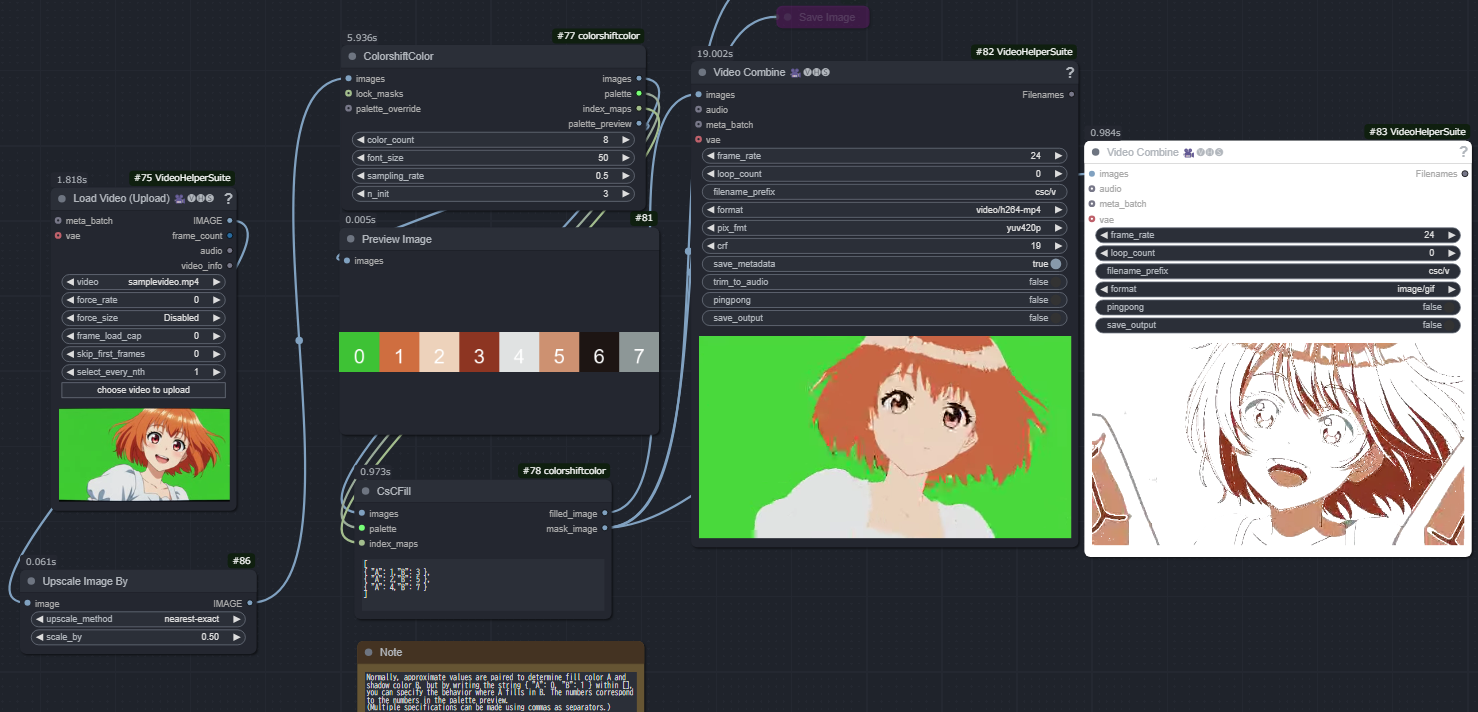 Save Image
5.936s
#77 colorshiftcolor
ColorshiftColor
images
images
lock_masks
palette
palette_override
index_maps
palette_preview
color_count 8
font_size 50
sampling_rate 0.5
n_init 3
19.002s
#82 VideoHelperSuite
Video Combine VHS ?
images
Filenames
audio
meta_batch
vae
frame_rate 24
loop_count 0
filename_prefix csc/v
format video/h264-mp4
pix_fmt yuv420p
crf 19
save_metadata true
trim_to_audio false
pingpong false
save_output false
0.984s
#83 VideoHelperSuite
Video Combine VHS ?
images
Filenames
audio
meta_batch
vae
frame_rate 24
loop_count 0
filename_prefix csc/v
format image/gif
pingpong false
save_output false
1.818s
#75 VideoHelperSuite
Load Video (Upload) VHS ?
meta_batch
IMAGE
vae
frame_count
audio
video_info
video samplevideo.mp4
force_rate 0
force_size Disabled
frame_load_cap 0
skip_first_frames 0
select_every_nth 1
choose video to upload
0.005s
#81
Preview Image
images
0 1 2 3 4 5 6 7
0.973s
#78 colorshiftcolor
CsCFill
images
filled_image
palette
mask_image
index_maps
[
{ "A": 1,"B": 3 },
{ "A": 2,"B": 5 },
{ "A": 4,"B": 7 }
]
0.061s
#86
Upscale Image By
image
IMAGE
upscale_method nearest-exact
scale_by 0.50
Note
Normally, approximate values are paired to determine fill color A and
shadow color B, but by writing the string { "A": 0, "B": 1 } within [],
you can specify the behavior where A fills in B. The numbers correspond
to the numbers in the palette preview.
(Multiple specifications can be made using commas as separators.)